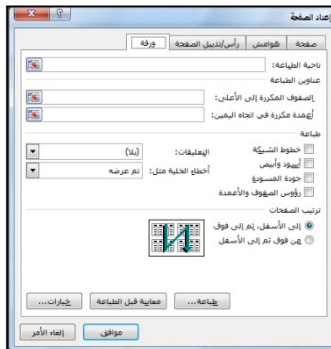 إعداد الصفحة
صفحة هوامش رأس/تذييل الصفحة ورقة
ناحية الطباعة:
عناوين الطباعة
الصفوف المكررة إلى الأعلى:
أعمدة مكررة في اتجاه اليمين:
طباعة
خطوط الشبكة التعليقات: (بلا)
أسود وأبيض
جودة المسودة أخطاء الخلية مثل: تم عرضه
رؤوس الصفوف والأعمدة
ترتيب الصفحات
إلى الأسفل، ثم إلى فوق
من فوق ثم إلى الأسفل
طباعة... معاينة قبل الطباعة خيارات...
موافق إلغاء الأمر